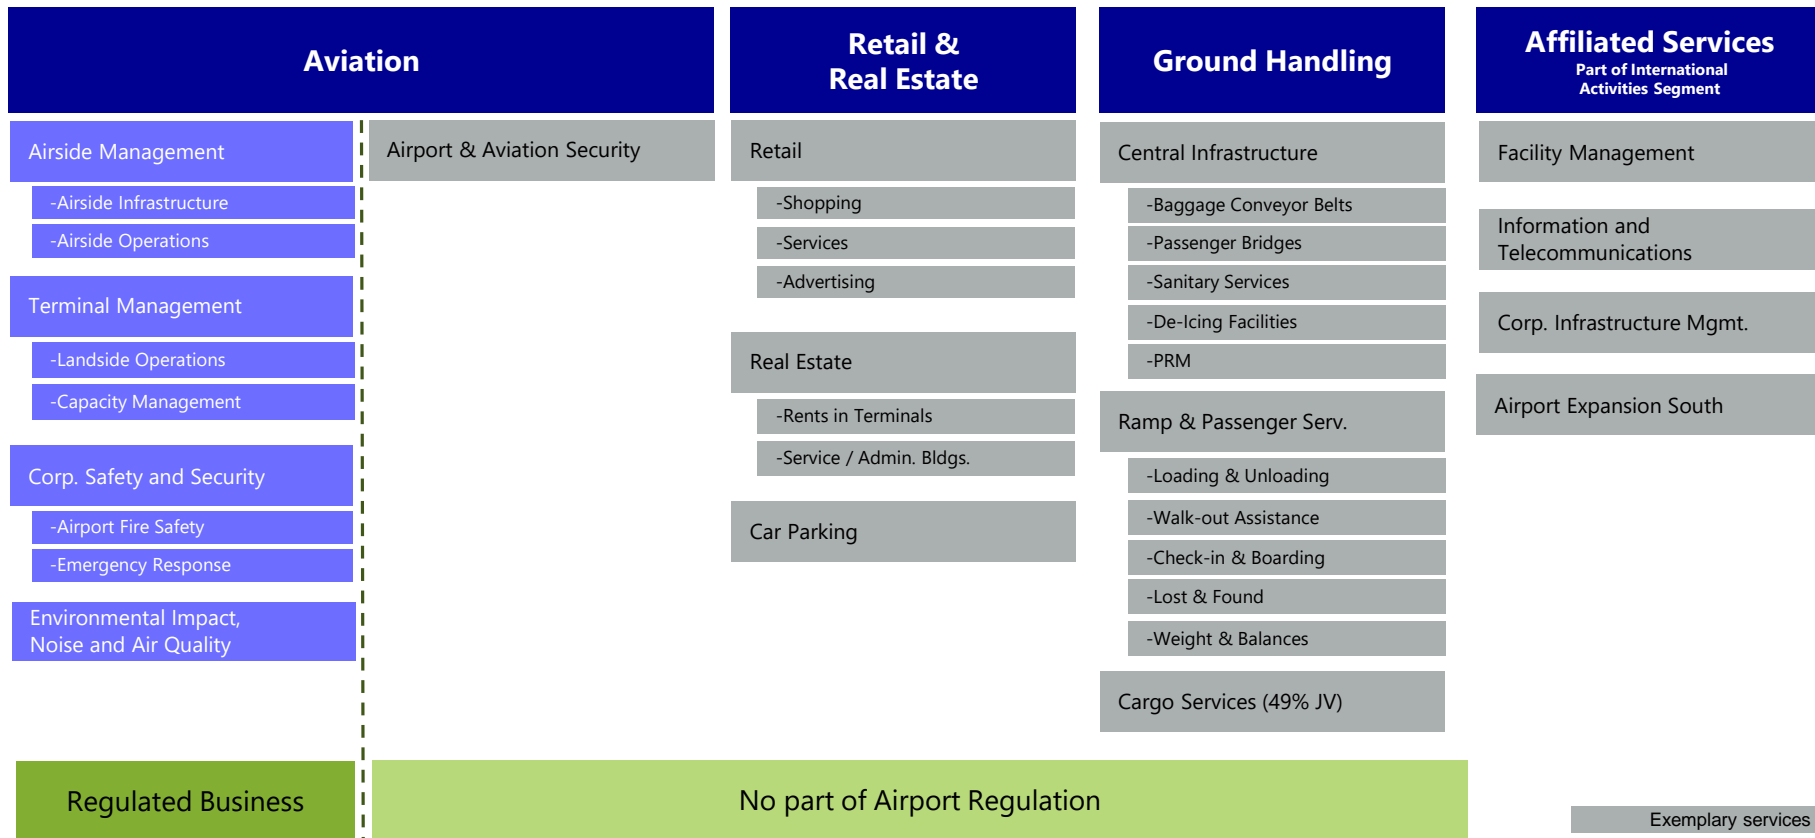 Aviation
Airside Management
-Airside Infrastructure
-Airside Operations
Terminal Management
-Landside Operations
-Capacity Management
Corp. Safety and Security
-Airport Fire Safety
-Emergency Response
Environmental Impact,
Noise and Air Quality
Airport & Aviation Security
Retail &
Real Estate
Retail
-Shopping
-Services
-Advertising
Real Estate
-Rents in Terminals
-Service / Admin. Bldgs.
Car Parking
Ground Handling
Central Infrastructure
-Baggage Conveyor Belts
-Passenger Bridges
-Sanitary Services
-De-Icing Facilities
-PRM
Ramp & Passenger Serv.
-Loading & Unloading
-Walk-out Assistance
-Check-in & Boarding
-Lost & Found
-Weight & Balances
Cargo Services (49% JV)
Affiliated Services
Part of International
Activities Segment
Facility Management
Information and
Telecommunications
Corp. Infrastructure Mgmt.
Airport Expansion South
Regulated Business
No part of Airport Regulation
Exemplary services